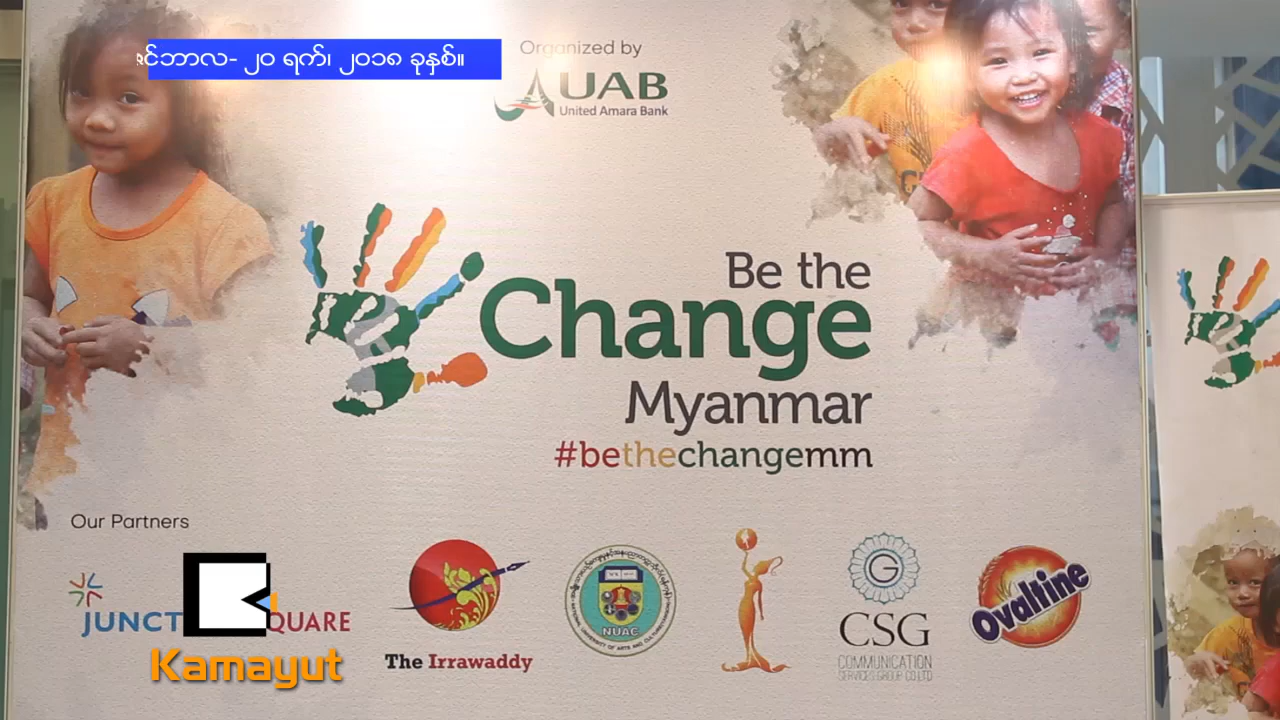 ဇင်ဘာလ- ၂၀ ရက်၊ ၂၀၁၈ ခုနှစ်။
Organized by
UAB
United Amara Bank
Be the
Change
Myanmar
#bethechangemm
Our Partners
JUNCT QUARE
Kamayut
The Irrawaddy
NUAC
G
CSG
COMMUNICATION
SERVICES GROUP CO.LTD
Ovaltine